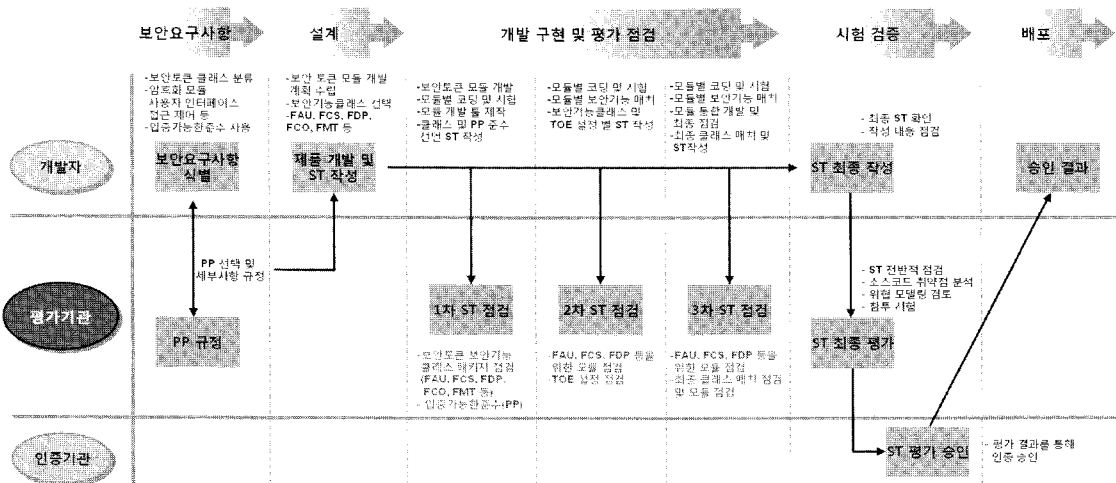 보안요구사항
설계
개발 구현 및 평가 점검
시험 검증
배포
-보안토큰 클래스 분류
-암호화 모듈
사용자 인터페이스
접근 제어 등
-입증가능한준수 사용
-보안 토큰 모듈 개발
계획 수립
-보안기능클래스 선택
-FAU, FCS, FDP,
FCO, FMT 등
-보안토큰 모듈 개발
-모듈별 코딩 및 시험
-모듈 개발 툴 제작
-클래스 및 PP 준수
선언 ST 작성
-모듈별 코딩 및 시험
-모듈별 보안기능 매치
-보안기능클래스 및
TOE 설정 별 ST 작성
-모듈별 코딩 및 시험
-모듈별 보안기능 매치
-모듈 통합 개발 및
최종 점검
-최종 클래스 매치 및
ST작성
- 최종 ST 확인
- 작성 내용 점검
개발자
보안요구사항
식별
제품 개발 및
ST 작성
ST 최종 작성
승인 결과
PP 선택 및
세부사항 규정
- ST 전반적 점검
- 소스코드 취약점 분석
- 위협 모델링 검토
- 침투 시험
평가기관
PP 규정
1차 ST 점검
2차 ST 점검
3차 ST 점검
ST 최종 평가
- 보안토큰 보안기능
클래스 패키지 점검
(FAU, FCS, FDP,
FCO, FMT 등)
- 입증가능한준수(PP)
-FAU, FCS, FDP 등을
위한 모듈 점검
TOE 설정 점검
-FAU, FCS, FDP 등을
위한 모듈 점검
-최종 클래스 매치 점검
및 모듈 점검
인증기관
ST 평가 승인
- 평가 결과를 통해
인증 승인